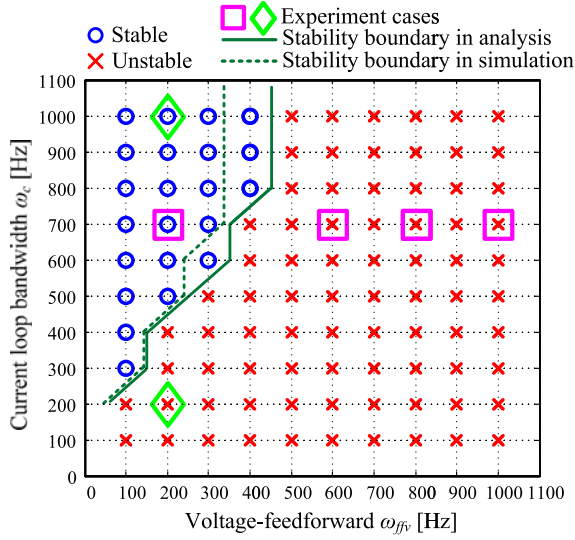 Experiment cases
Stable
Stability boundary in analysis
Unstable
Stability boundary in simulation
1100
1000
900
800
700
600
500
400
300
200
100
0
Current loop bandwidth ω_c [Hz]
0 100 200 300 400 500 600 700 800 900 1000 1100
Voltage-feedforward ω_ffv [Hz]